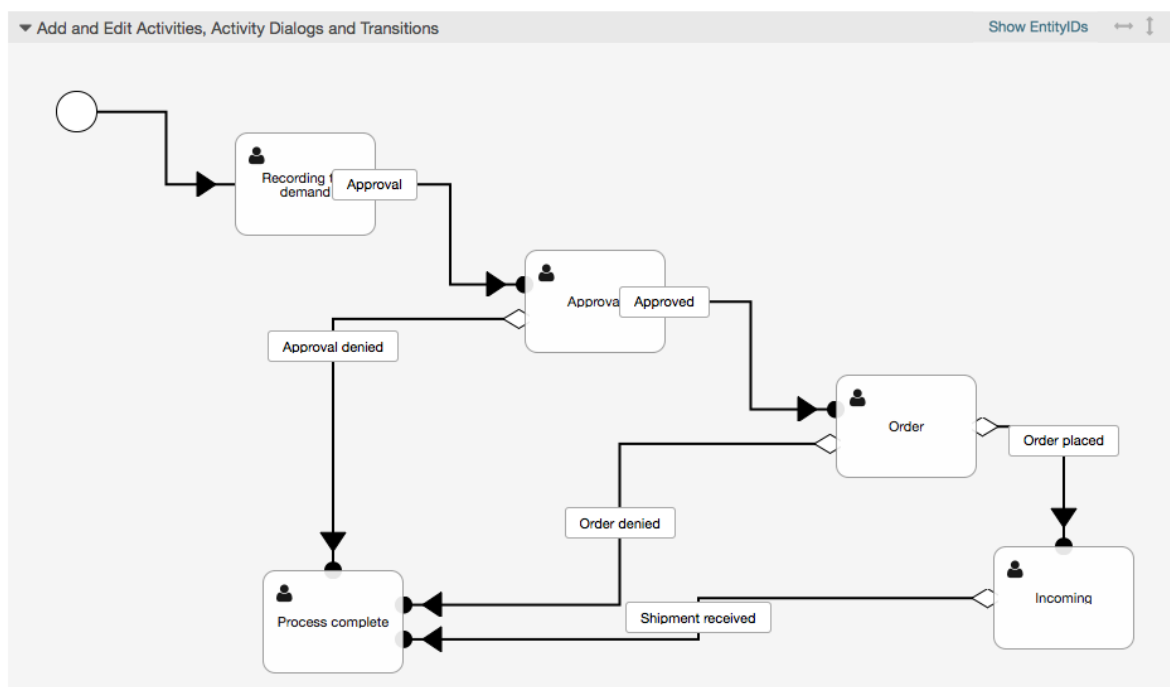 Add and Edit Activities, Activity Dialogs and Transitions
Show EntityIDs
Recording
demand
Approval
Approved
Approval denied
Order
Order placed
Order denied
Incoming
Process complete
Shipment received